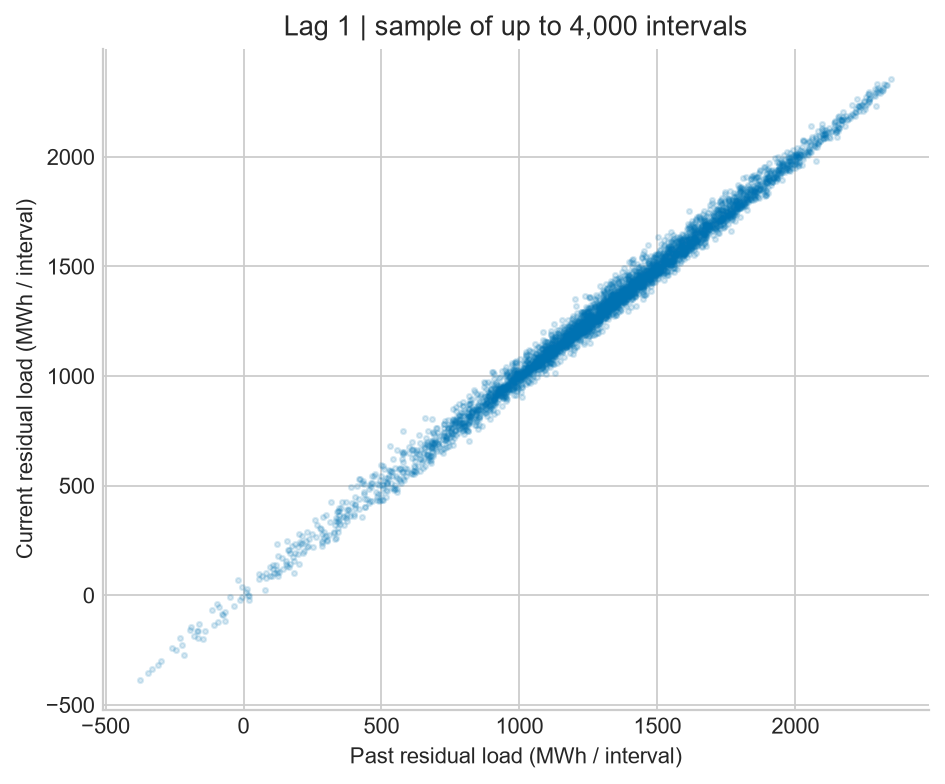 Lag 1 | sample of up to 4,000 intervals
Current residual load (MWh / interval)
2000
1500
1000
500
0
−500
−500 0 500 1000 1500 2000
Past residual load (MWh / interval)